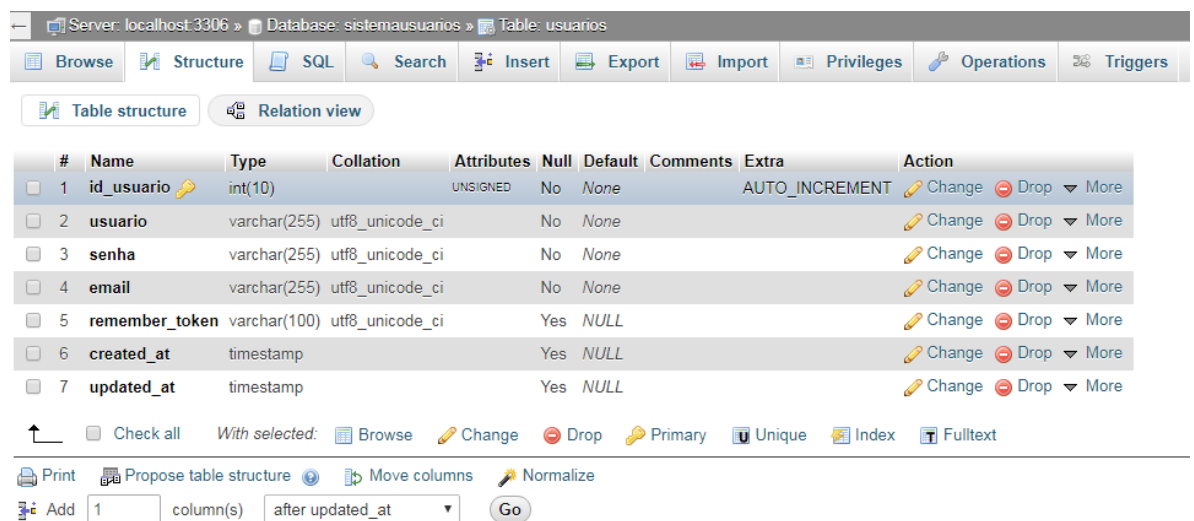 ← Server: localhost:3306 » Database: sistemausuarios » Table: usuarios
Browse Structure SQL Search Insert Export Import Privileges Operations Triggers
Table structure Relation view
# Name Type Collation Attributes Null Default Comments Extra Action
1 id_usuario int(10) UNSIGNED No None AUTO_INCREMENT Change Drop More
2 usuario varchar(255) utf8_unicode_ci No None Change Drop More
3 senha varchar(255) utf8_unicode_ci No None Change Drop More
4 email varchar(255) utf8_unicode_ci No None Change Drop More
5 remember_token varchar(100) utf8_unicode_ci Yes NULL Change Drop More
6 created_at timestamp Yes NULL Change Drop More
7 updated_at timestamp Yes NULL Change Drop More
Check all With selected: Browse Change Drop Primary U Unique Index T Fulltext
Print Propose table structure Move columns Normalize
Add 1 column(s) after updated_at Go